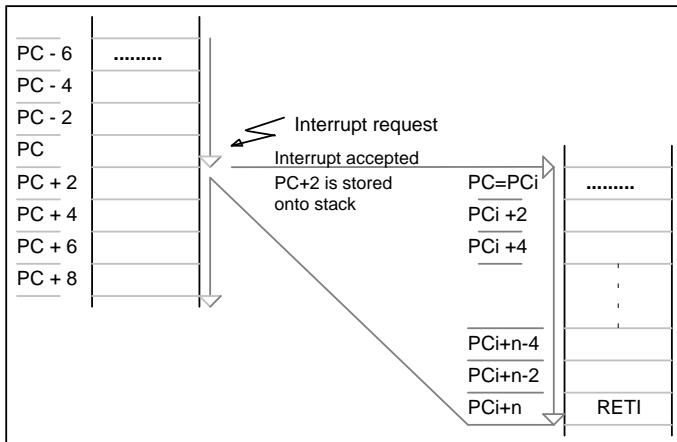 PC - 6 .........
PC - 4
PC - 2
PC
PC + 2
PC + 4
PC + 6
PC + 8
Interrupt request
Interrupt accepted
PC+2 is stored
onto stack
PC=PCi .........
PCi +2
PCi +4
PCi+n-4
PCi+n-2
PCi+n RETI